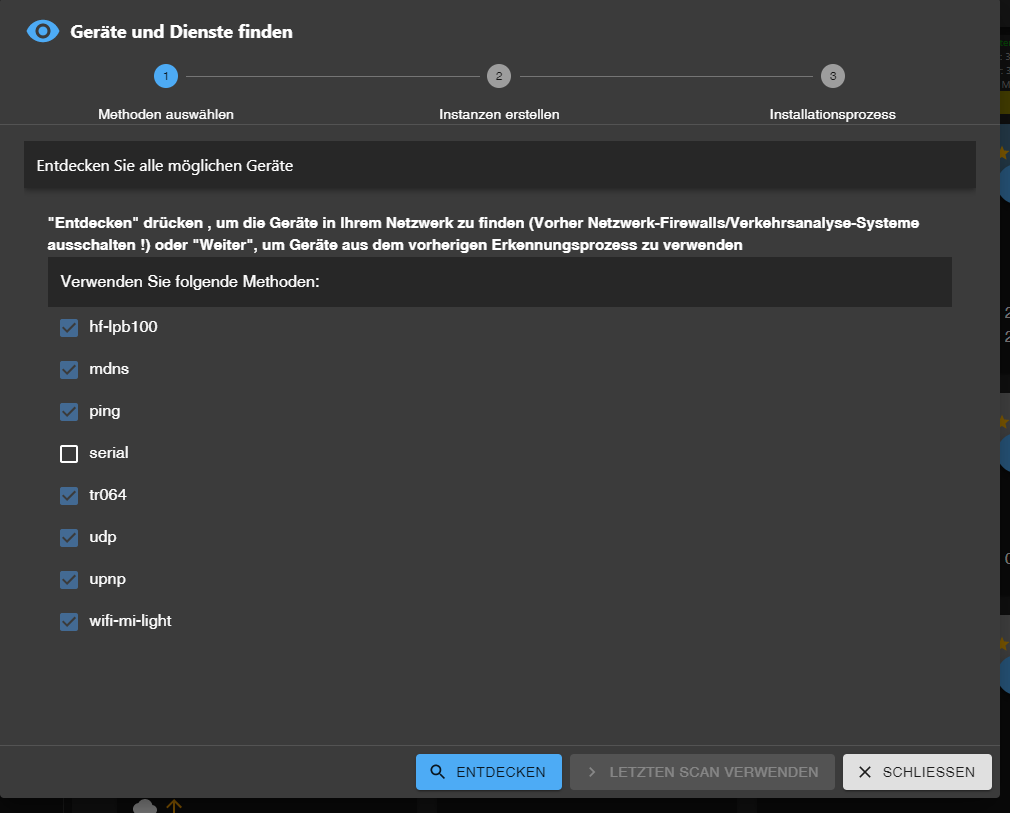 Geräte und Dienste finden
1
2
3
Methoden auswählen
Instanzen erstellen
Installationsprozess
Entdecken Sie alle möglichen Geräte
"Entdecken" drücken , um die Geräte in Ihrem Netzwerk zu finden (Vorher Netzwerk-Firewalls/Verkehrsanalyse-Systeme
ausschalten !) oder "Weiter", um Geräte aus dem vorherigen Erkennungsprozess zu verwenden
Verwenden Sie folgende Methoden:
hf-lpb100
mdns
ping
serial
tr064
udp
upnp
wifi-mi-light
ENTDECKEN
LETZTEN SCAN VERWENDEN
SCHLIESSEN